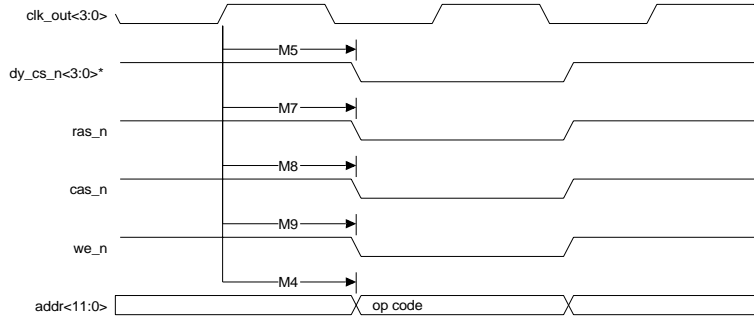 clk_out<3:0>
M5
dy_cs_n<3:0>*
M7
ras_n
M8
cas_n
M9
we_n
M4
addr<11:0>
op code